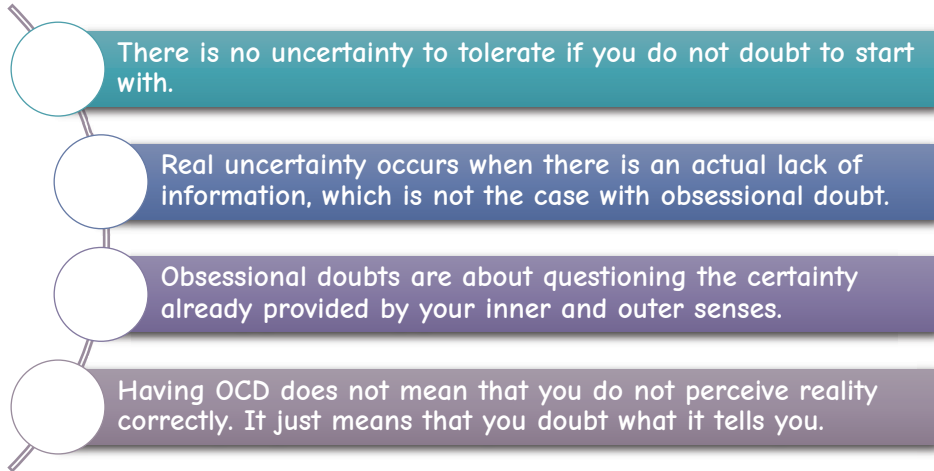 There is no uncertainty to tolerate if you do not doubt to start
with.
Real uncertainty occurs when there is an actual lack of
information, which is not the case with obsessional doubt.
Obsessional doubts are about questioning the certainty
already provided by your inner and outer senses.
Having OCD does not mean that you do not perceive reality
correctly. It just means that you doubt what it tells you.